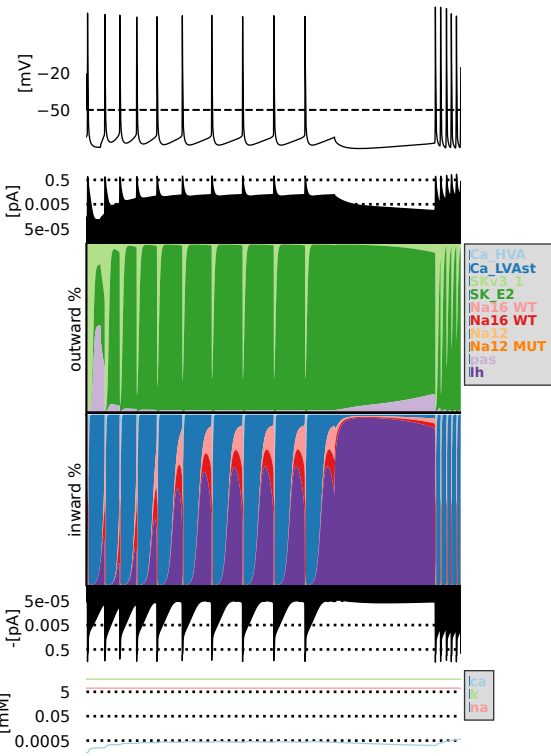 [mV]
−20
−50
[pA]
0.5
0.005
5e-05
outward %
Ca_HVA
Ca_LVAst
SKv3_1
SK_E2
Na16 WT
Na16 WT
Na12
Na12 MUT
pas
Ih
inward %
-[pA]
5e-05
0.005
0.5
[mM]
5
0.05
0.0005
ca
k
na